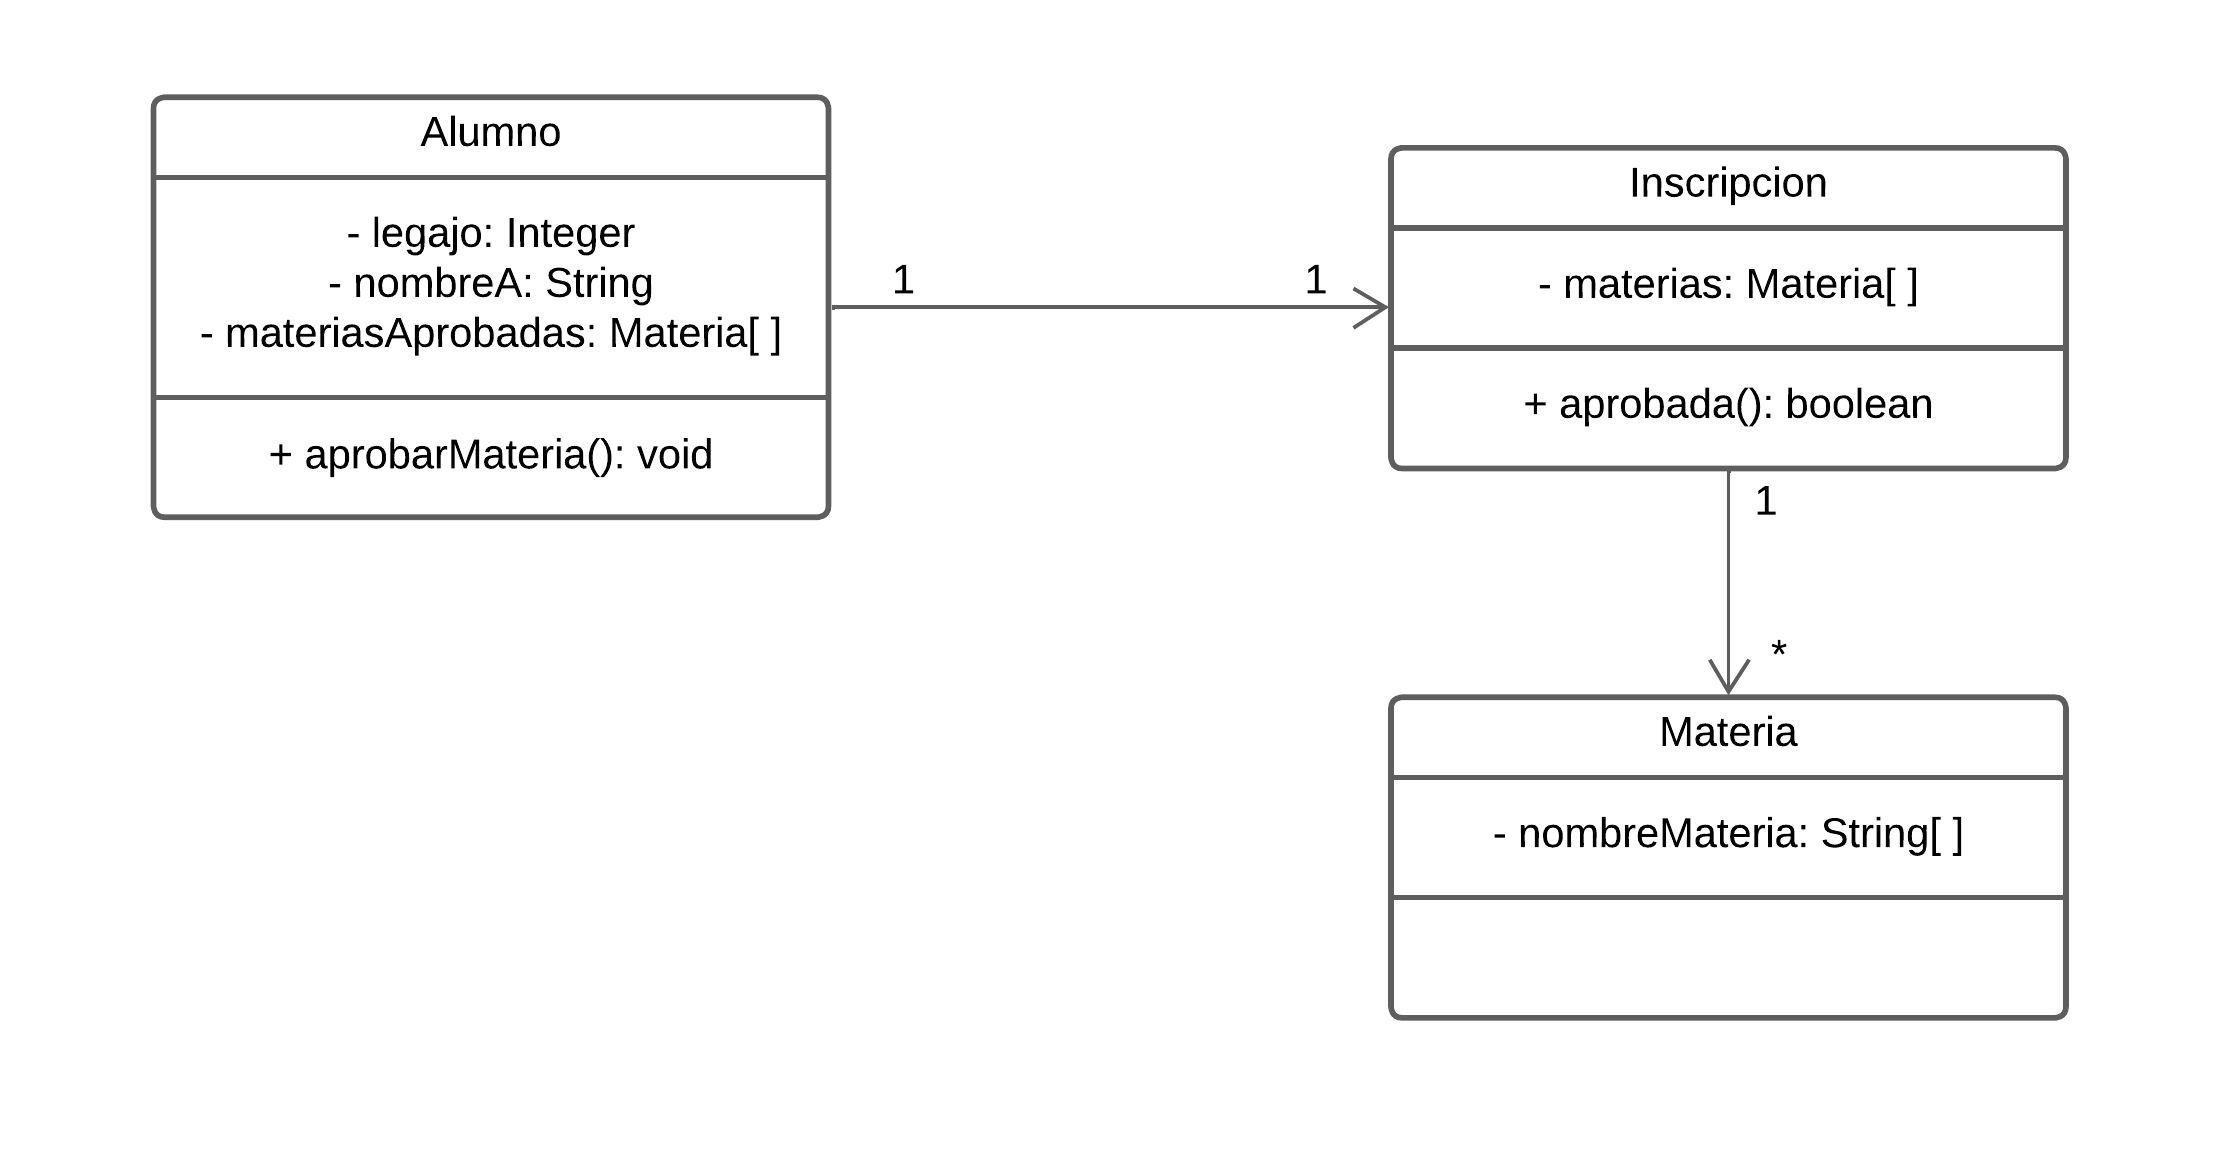 Alumno
- legajo: Integer
- nombreA: String
- materiasAprobadas: Materia[ ]
+ aprobarMateria(): void
1
1
Inscripcion
- materias: Materia[ ]
+ aprobada(): boolean
1
*
Materia
- nombreMateria: String[ ]